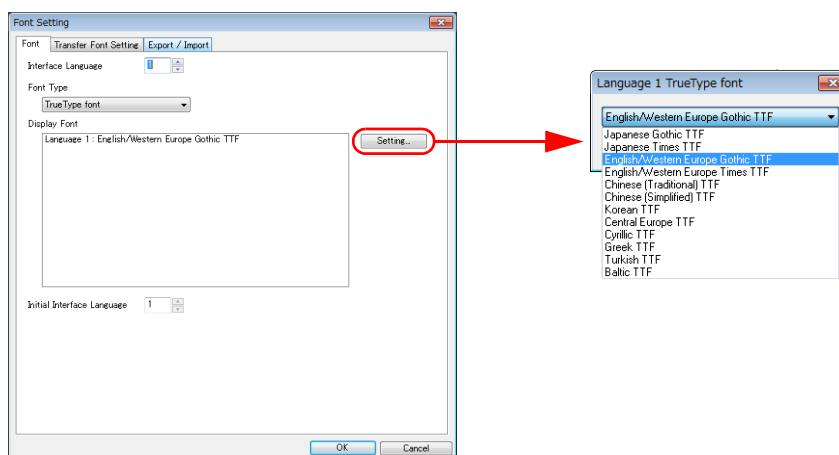 Font Setting
Font Transfer Font Setting Export / Import
Interface Language 1
Font Type
TrueType font
Display Font
Language 1 : English/Western Europe Gothic TTF
Setting...
Initial Interface Language 1
OK Cancel
Language 1 TrueType font
English/Western Europe Gothic TTF
Japanese Gothic TTF
Japanese Times TTF
English/Western Europe Gothic TTF
English/Western Europe Times TTF
Chinese (Traditional) TTF
Chinese (Simplified) TTF
Korean TTF
Central Europe TTF
Cyrillic TTF
Greek TTF
Turkish TTF
Baltic TTF